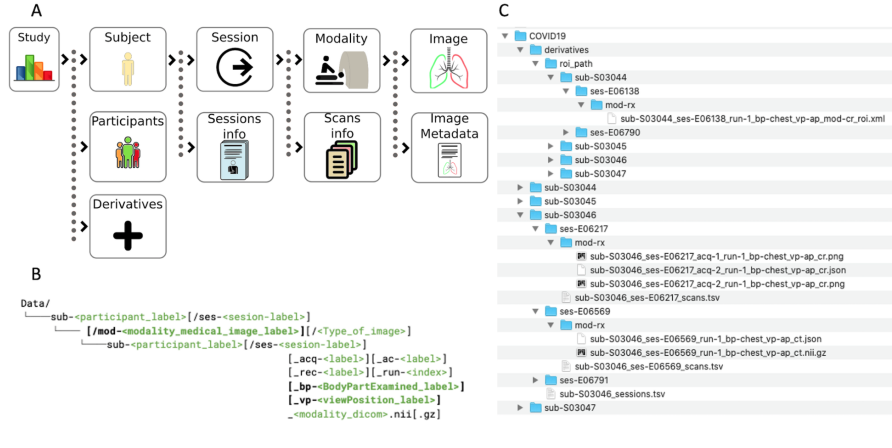 A
Study
Subject
Session
Modality
Image
Participants
Sessions
info
Scans
info
Image
Metadata
Derivatives
B
Data/
sub-<participant_label>[/ses-<sesion-label>]
[/mod-<modality_medical_image_label>][/<Type_of_image>]
sub-<participant_label>[/ses-<sesion-label>]
[_acq-<label>][_ac-<label>]
[_rec-<label>][_run-<index>]
[_bp-<BodyPartExamined_label>]
[_vp-<viewPosition_label>]
_<modality_dicom>.nii[.gz]
C
COVID19
derivatives
roi_path
sub-S03044
ses-E06138
mod-rx
sub-S03044_ses-E06138_run-1_bp-chest_vp-ap_mod-cr_roi.xml
ses-E06790
sub-S03045
sub-S03046
sub-S03047
sub-S03044
sub-S03045
sub-S03046
ses-E06217
mod-rx
sub-S03046_ses-E06217_acq-1_run-1_bp-chest_vp-ap_cr.png
sub-S03046_ses-E06217_acq-2_run-1_bp-chest_vp-ap_cr.json
sub-S03046_ses-E06217_acq-2_run-1_bp-chest_vp-ap_cr.png
sub-S03046_ses-E06217_scans.tsv
ses-E06569
mod-rx
sub-S03046_ses-E06569_run-1_bp-chest_vp-ap_ct.json
sub-S03046_ses-E06569_run-1_bp-chest_vp-ap_ct.nii.gz
sub-S03046_ses-E06569_scans.tsv
ses-E06791
sub-S03046_sessions.tsv
sub-S03047